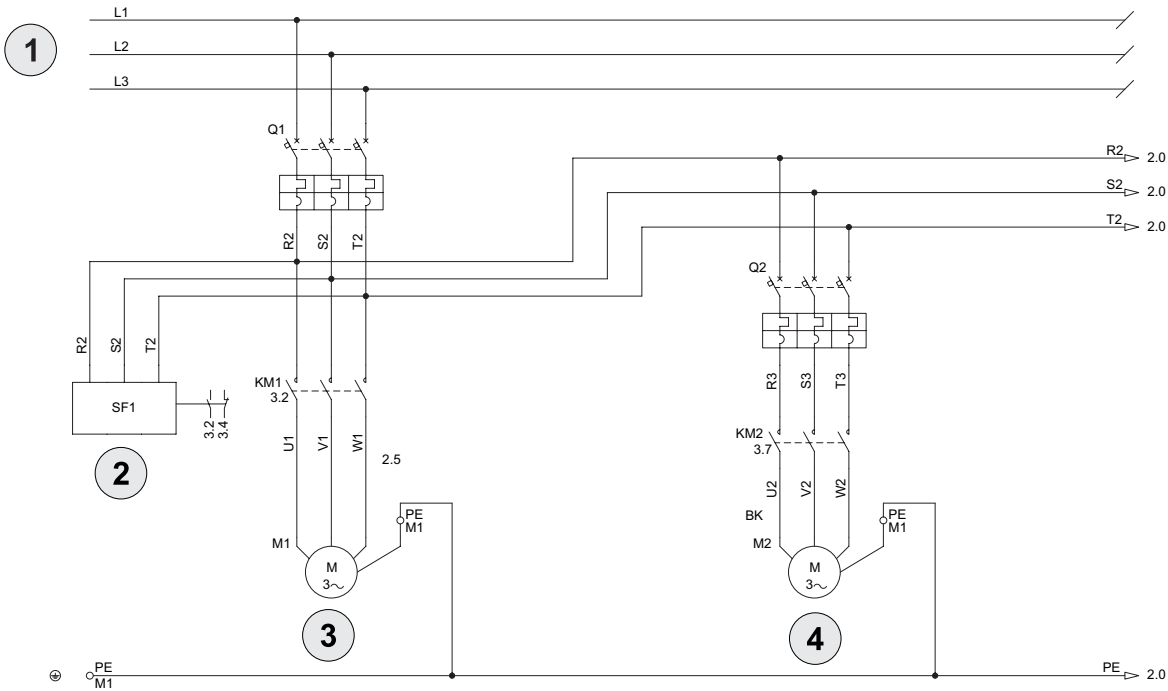 L1
1
L2
L3
Q1
R2 2.0
S2 2.0
T2 2.0
R2
S2
T2
Q2
R2
S2
T2
R3
S3
T3
KM1
3.2
SF1
3.2
3.4
U1
V1
W1
2.5
KM2
3.7
2
U2
V2
W2
PE
M1
BK
PE
M1
M1
M2
M
3~
M
3~
3
4
PE
M1
PE 2.0